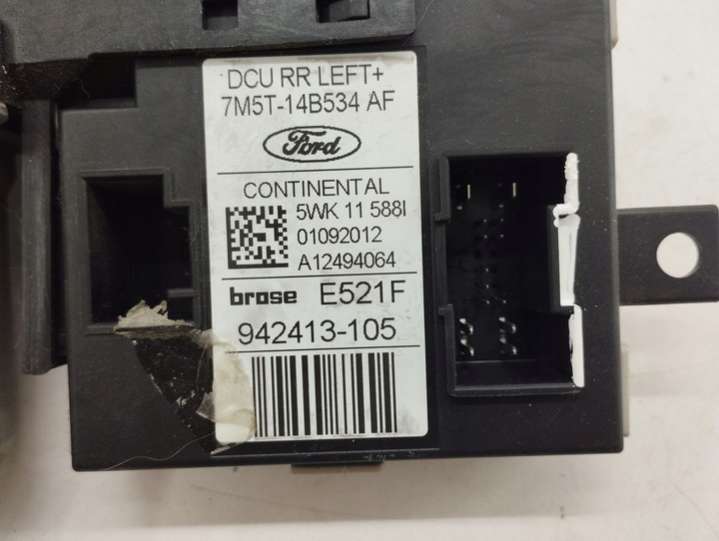 DCU RR LEFT+
7M5T-14B534 AF
Ford
CONTINENTAL
5WK 11 588I
01092012
A12494064
brose E521F
942413-105